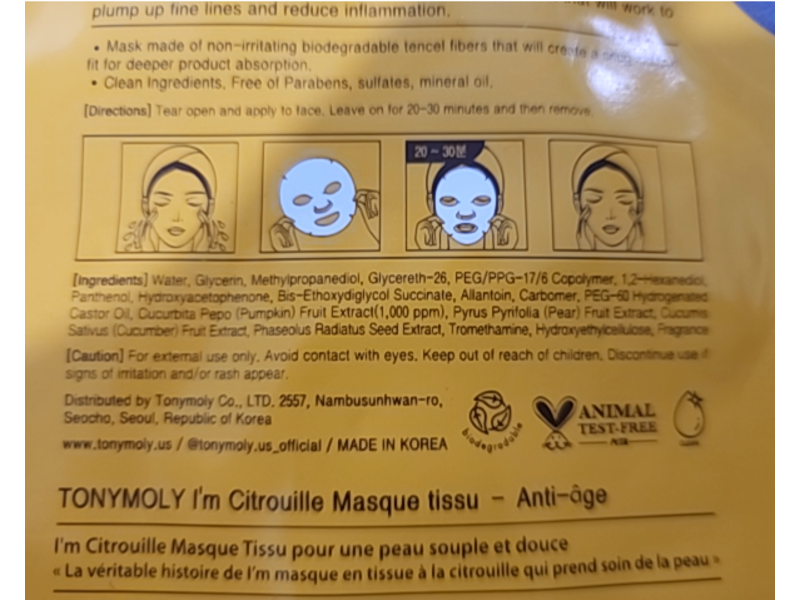 plump up fine lines and reduce inflammation. that will work to
• Mask made of non-irritating biodegradable tencel fibers that will create a
fit for deeper product absorption.
• Clean Ingredients, Free of Parabens, sulfates, mineral oil.
[Directions] Tear open and apply to face. Leave on for 20-30 minutes and then remove.
20 ~ 30분
[Ingredients] Water, Glycerin, Methylpropanediol, Glycereth-26, PEG/PPG-17/6 Copolymer, 1,2-Hexanediol,
Panthenol, Hydroxyacetophenone, Bis-Ethoxydiglycol Succinate, Allantoin, Carbomer, PEG-60 Hydrogenated
Castor Oil, Cucurbita Pepo (Pumpkin) Fruit Extract(1,000 ppm), Pyrus Pyrifolia (Pear) Fruit Extract, Cucumis
Sativus (Cucumber) Fruit Extract, Phaseolus Radiatus Seed Extract, Tromethamine, Hydroxyethylcellulose, Fragrance
[Caution] For external use only. Avoid contact with eyes. Keep out of reach of children. Discontinue use if
signs of irritation and/or rash appear.
Distributed by Tonymoly Co., LTD. 2557, Nambusunhwan-ro,
Seocho, Seoul, Republic of Korea
www.tonymoly.us / @tonymoly.us_official / MADE IN KOREA
biodegradable
ANIMAL
TEST-FREE
TONYMOLY I'm Citrouille Masque tissu - Anti-âge
I'm Citrouille Masque Tissu pour une peau souple et douce
« La véritable histoire de I'm masque en tissue à la citrouille qui prend soin de la peau »